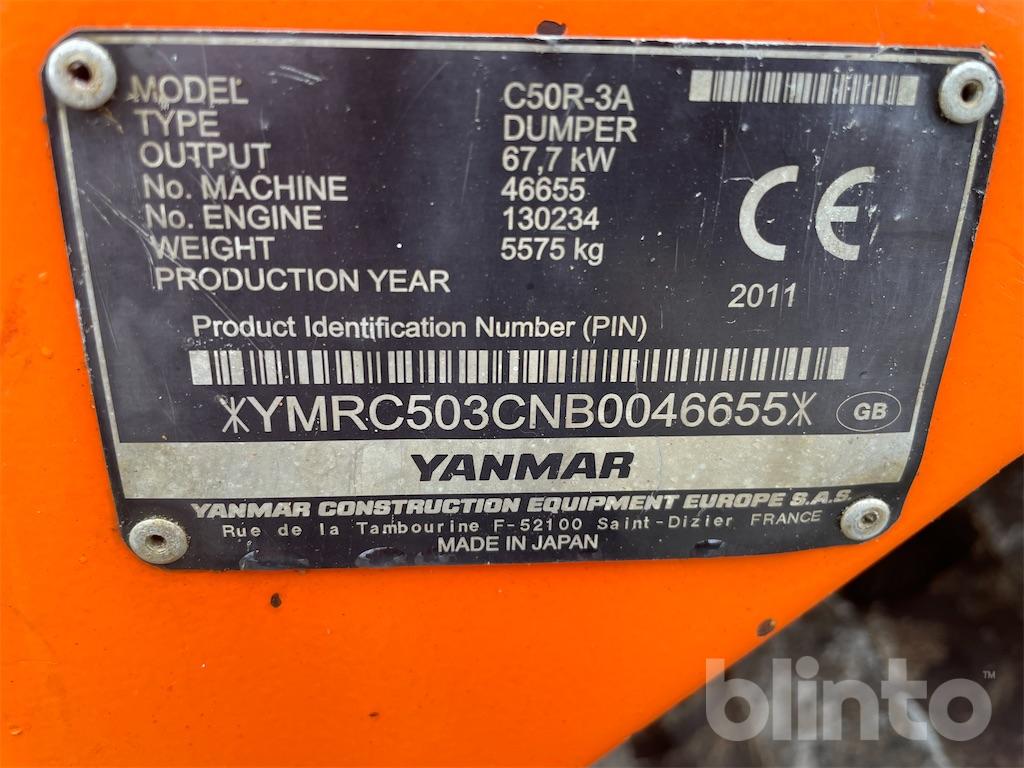 MODEL C50R-3A
TYPE DUMPER
OUTPUT 67,7 kW
No. MACHINE 46655
No. ENGINE 130234
WEIGHT 5575 kg
PRODUCTION YEAR 2011
CE
Product Identification Number (PIN)
*YMRC503CNB0046655*
GB
YANMAR
YANMAR CONSTRUCTION EQUIPMENT EUROPE S.A.S.
Rue de la Tambourine F-52100 Saint-Dizier FRANCE
MADE IN JAPAN
blinto™